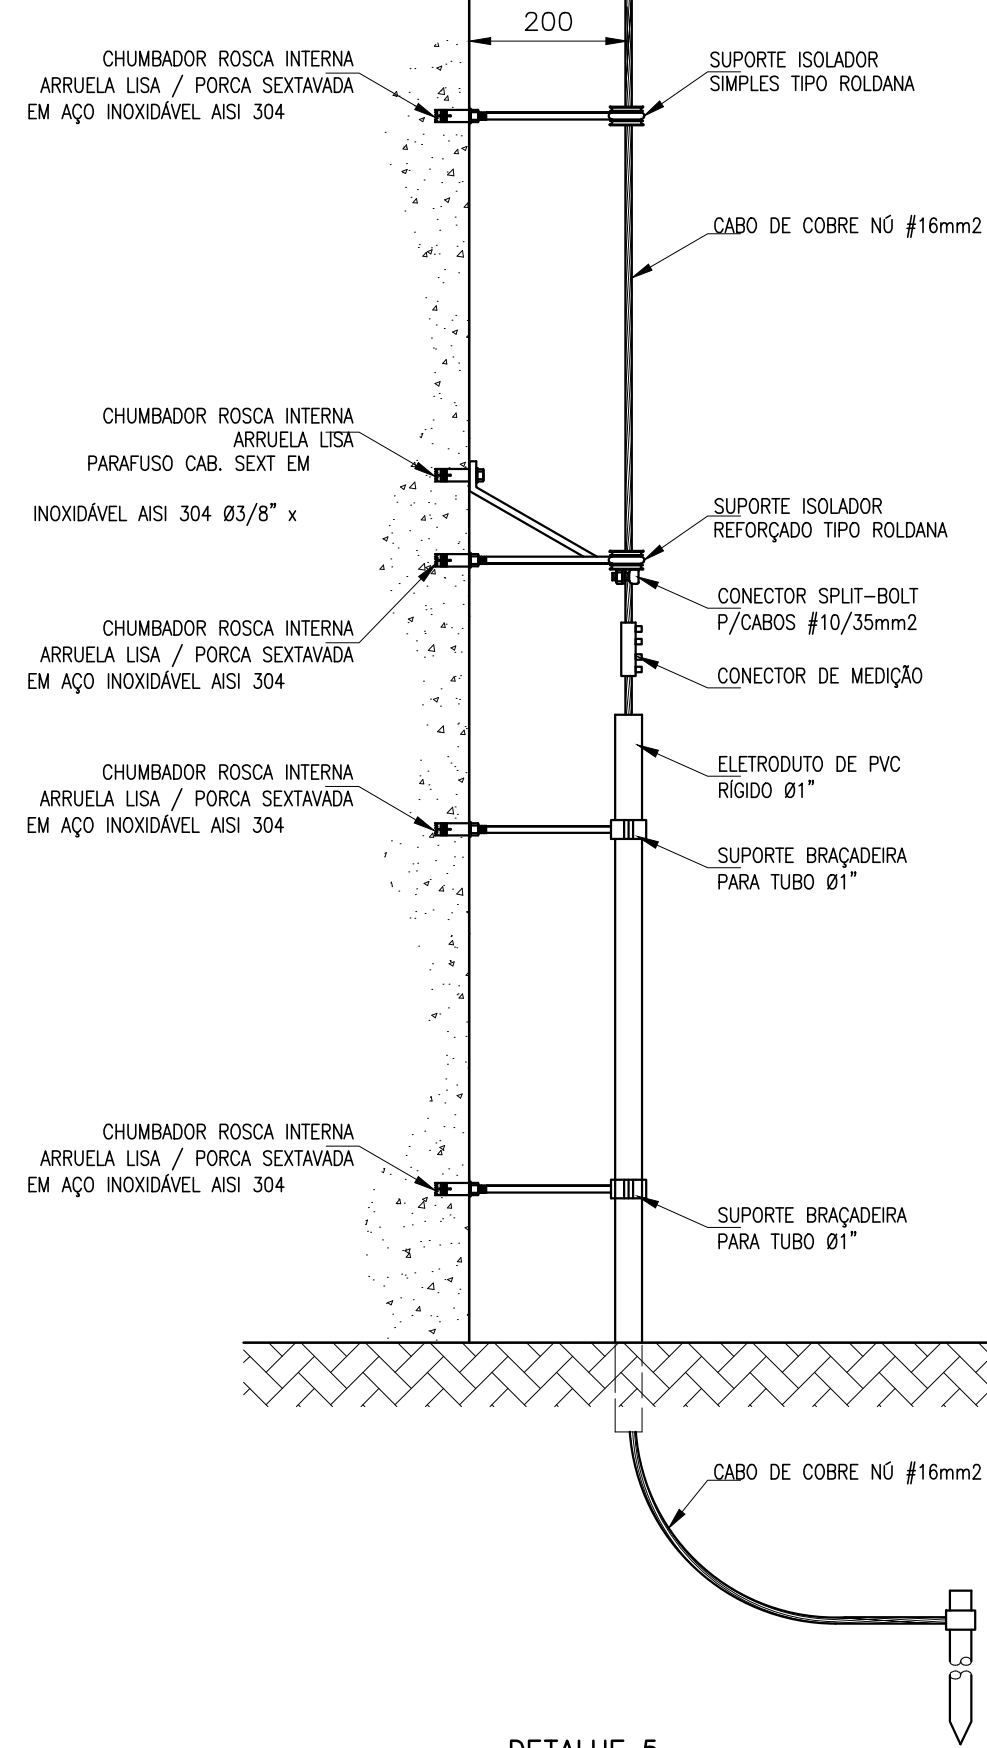 200
CHUMBADOR ROSCA INTERNA
ARRUELA LISA / PORCA SEXTAVADA
EM AÇO INOXIDÁVEL AISI 304
SUPORTE ISOLADOR
SIMPLES TIPO ROLDANA
CABO DE COBRE NÚ #16mm2
CHUMBADOR ROSCA INTERNA
ARRUELA LISA
PARAFUSO CAB. SEXT EM
INOXIDÁVEL AISI 304 Ø3/8" x
SUPORTE ISOLADOR
REFORÇADO TIPO ROLDANA
CONECTOR SPLIT-BOLT
P/CABOS #10/35mm2
CHUMBADOR ROSCA INTERNA
ARRUELA LISA / PORCA SEXTAVADA
EM AÇO INOXIDÁVEL AISI 304
CONECTOR DE MEDIÇÃO
ELETRODUTO DE PVC
RÍGIDO Ø1"
CHUMBADOR ROSCA INTERNA
ARRUELA LISA / PORCA SEXTAVADA
EM AÇO INOXIDÁVEL AISI 304
SUPORTE BRAÇADEIRA
PARA TUBO Ø1"
CHUMBADOR ROSCA INTERNA
ARRUELA LISA / PORCA SEXTAVADA
EM AÇO INOXIDÁVEL AISI 304
SUPORTE BRAÇADEIRA
PARA TUBO Ø1"
CABO DE COBRE NÚ #16mm2
DETALHE 5